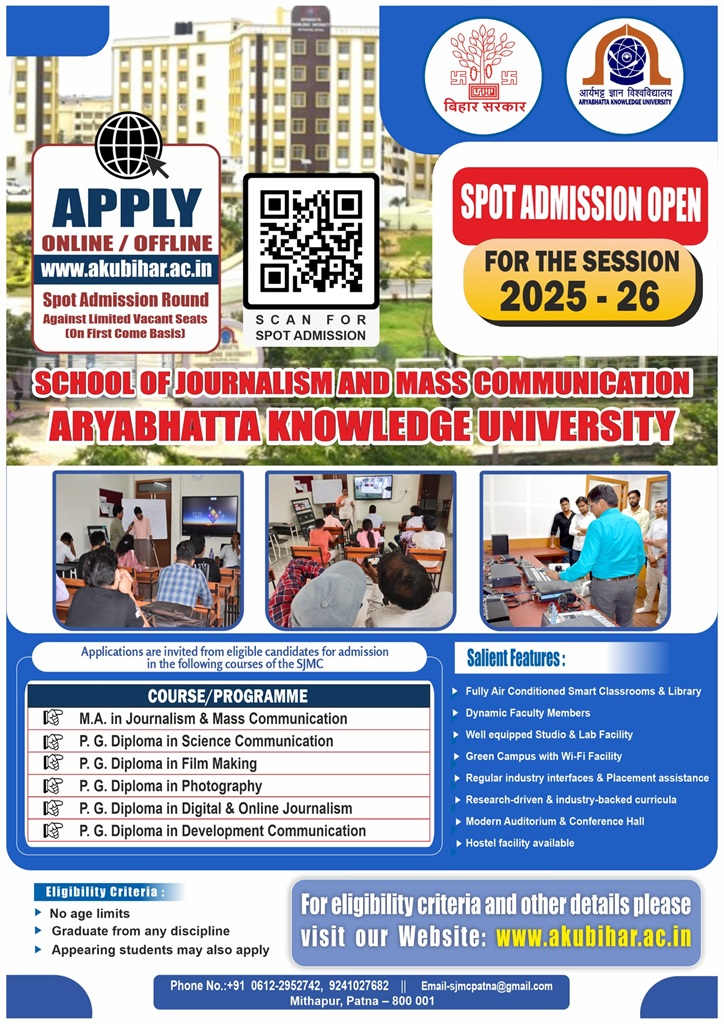 बिहार सरकार
आर्यभट्ट ज्ञान विश्वविद्यालय
ARYABHATTA KNOWLEDGE UNIVERSITY
APPLY
ONLINE / OFFLINE
www.akubihar.ac.in
Spot Admission Round
Against Limited Vacant Seats
(On First Come Basis)
SCAN FOR
SPOT ADMISSION
SPOT ADMISSION OPEN
FOR THE SESSION
2025 - 26
SCHOOL OF JOURNALISM AND MASS COMMUNICATION
ARYABHATTA KNOWLEDGE UNIVERSITY
Applications are invited from eligible candidates for admission
in the following courses of the SJMC
COURSE/PROGRAMME
M.A. in Journalism & Mass Communication
P. G. Diploma in Science Communication
P. G. Diploma in Film Making
P. G. Diploma in Photography
P. G. Diploma in Digital & Online Journalism
P. G. Diploma in Development Communication
Salient Features :
Fully Air Conditioned Smart Classrooms & Library
Dynamic Faculty Members
Well equipped Studio & Lab Facility
Green Campus with Wi-Fi Facility
Regular industry interfaces & Placement assistance
Research-driven & industry-backed curricula
Modern Auditorium & Conference Hall
Hostel facility available
Eligibility Criteria :
No age limits
Graduate from any discipline
Appearing students may also apply
For eligibility criteria and other details please
visit our Website: www.akubihar.ac.in
Phone No.:+91 0612-2952742, 9241027682 || Email-sjmcpatna@gmail.com
Mithapur, Patna – 800 001